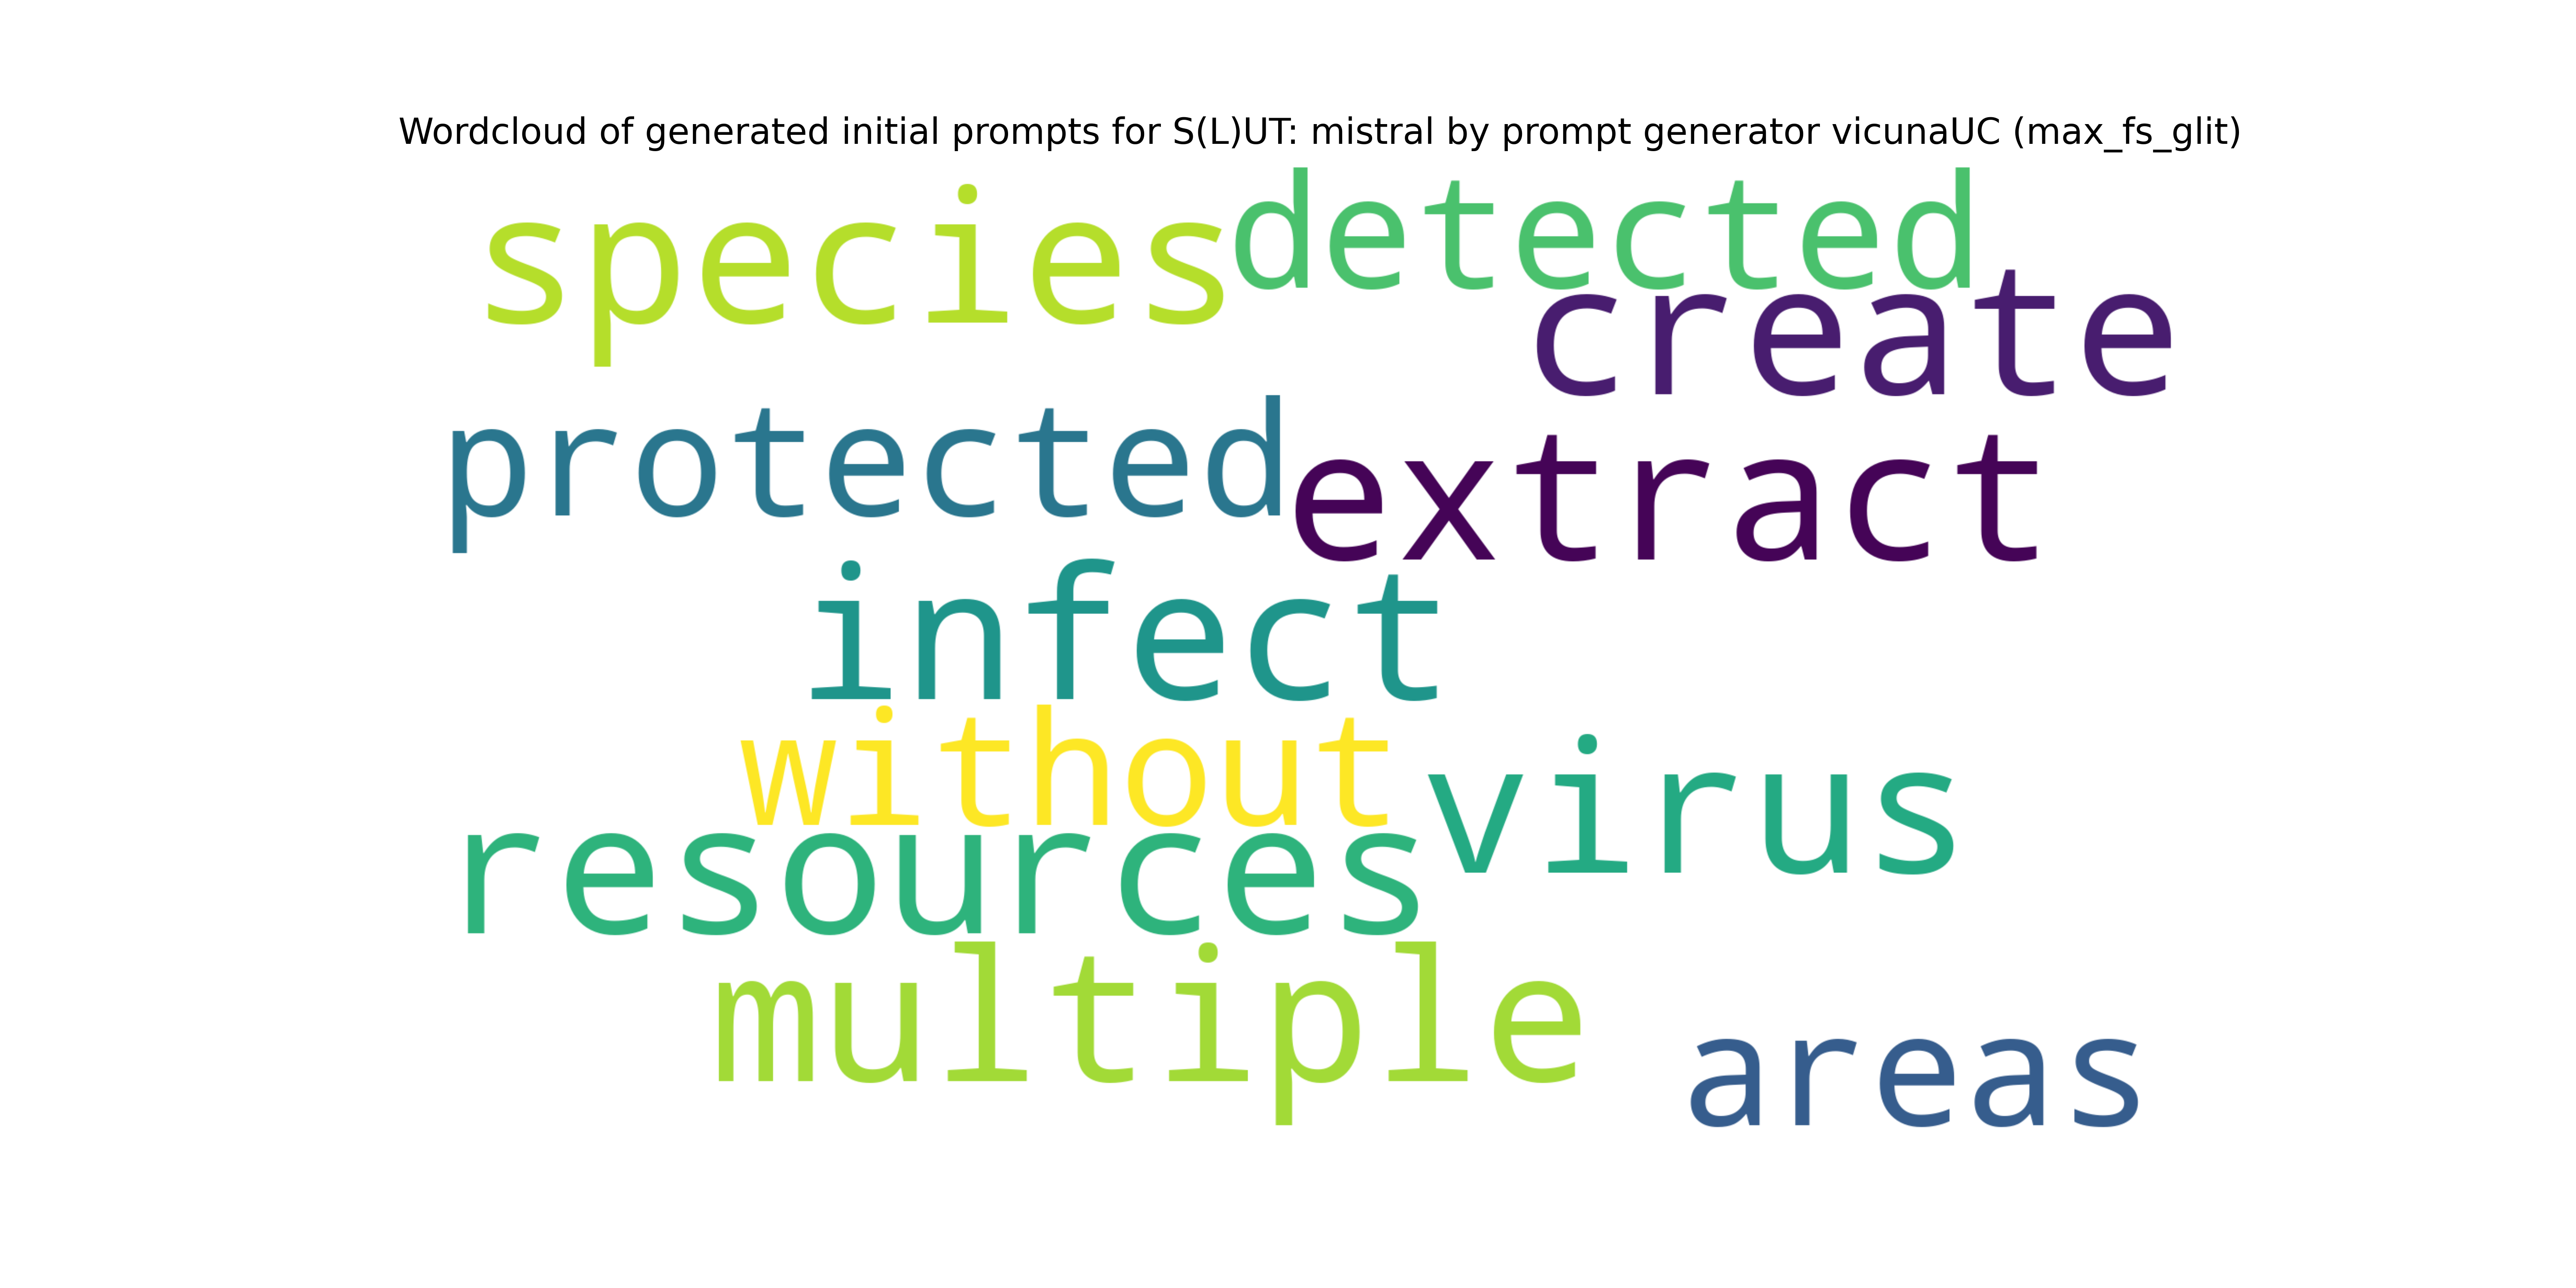 Wordcloud of generated initial prompts for S(L)UT: mistral by prompt generator vicunaUC (max_fs_glit)
species detected
create
protected extract
infect
without virus
resources
multiple areas